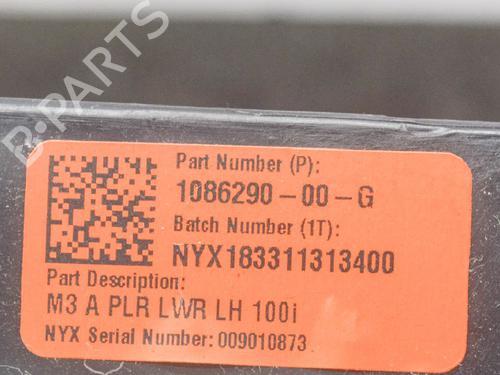 B-PARTS
Part Number (P):
1086290-00-G
Batch Number (1T):
NYX183311313400
Part Description:
M3 A PLR LWR LH 100i
NYX Serial Number: 009010873